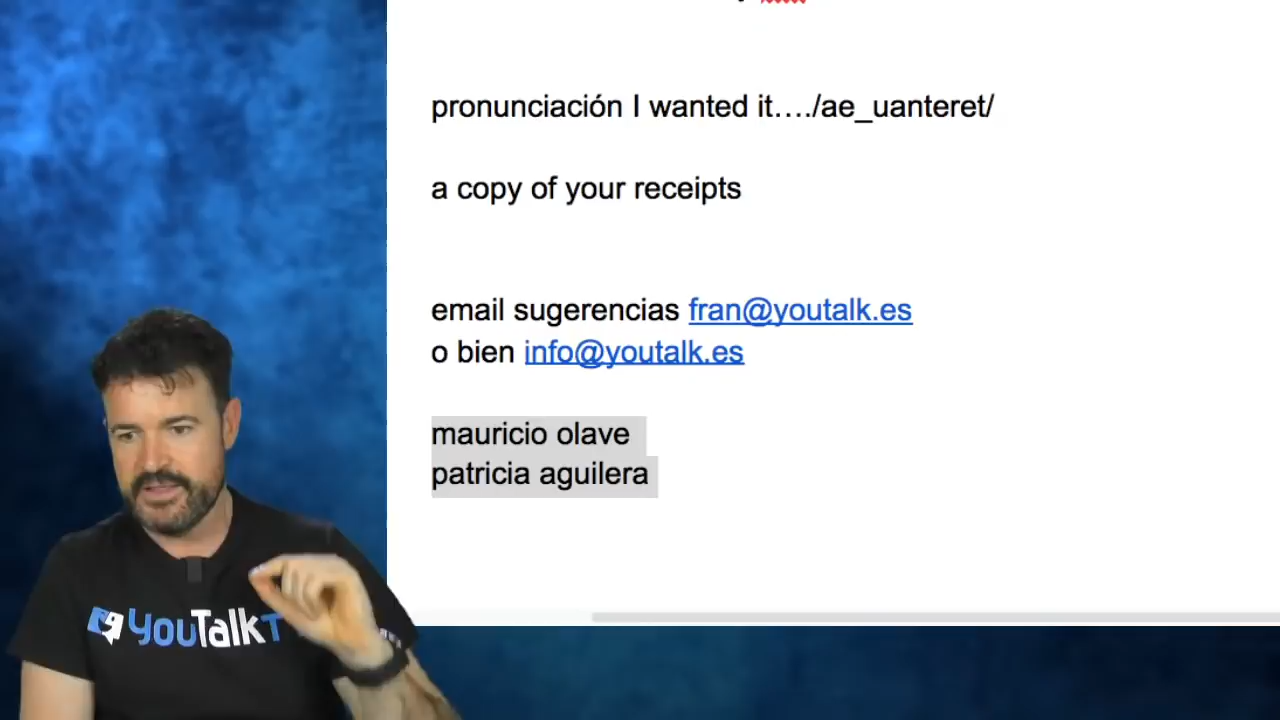 pronunciación I wanted it…./ae_uanteret/
a copy of your receipts
email sugerencias fran@youtalk.es
o bien info@youtalk.es
mauricio olave
patricia aguilera
YouTalkT